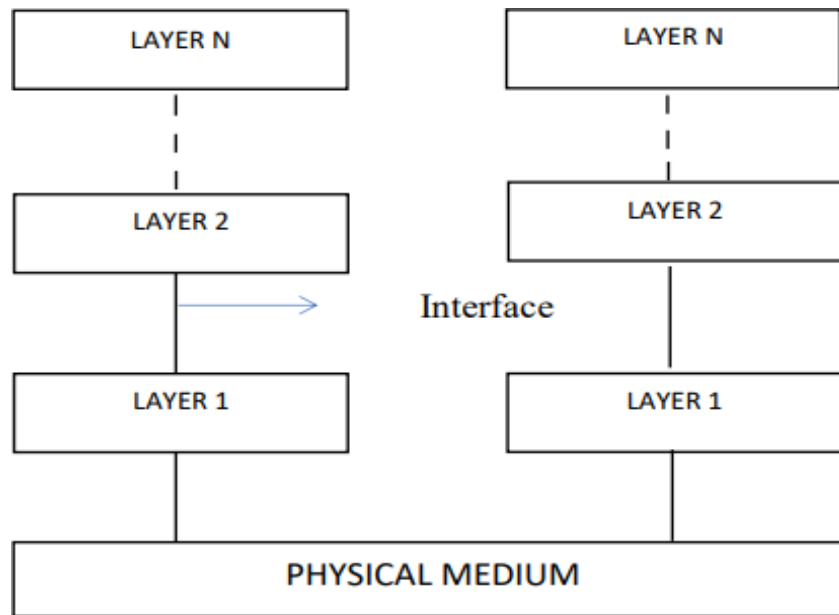 LAYER N
LAYER N
LAYER 2
LAYER 2
Interface
LAYER 1
LAYER 1
PHYSICAL MEDIUM